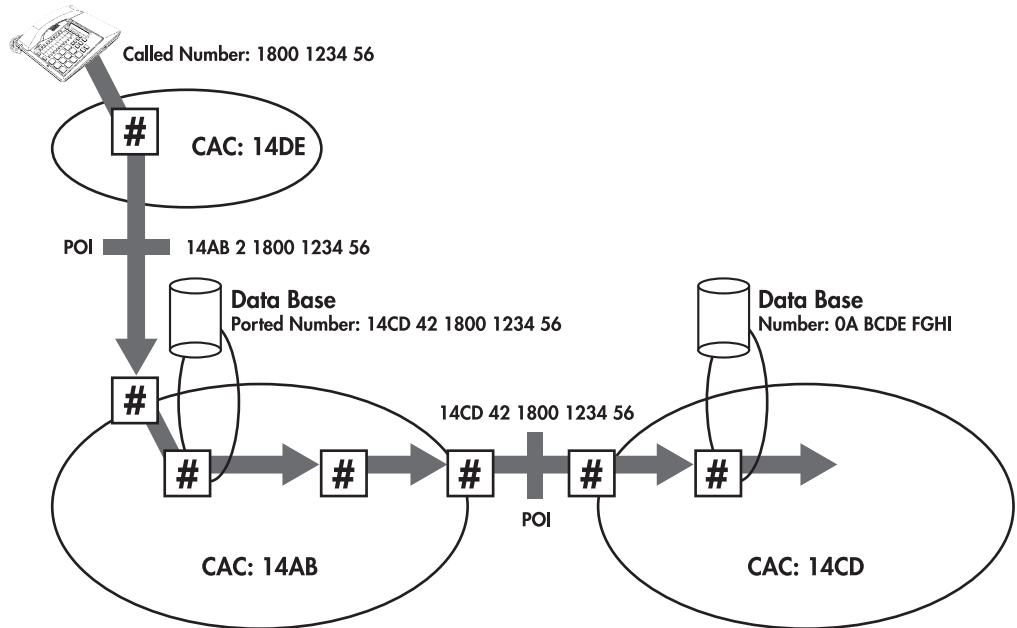 Called Number: 1800 1234 56
#
CAC: 14DE
POI
14AB 2 1800 1234 56
Data Base
Ported Number: 14CD 42 1800 1234 56
Data Base
Number: 0A BCDE FGHI
#
14CD 42 1800 1234 56
#
#
#
#
#
POI
CAC: 14AB
CAC: 14CD